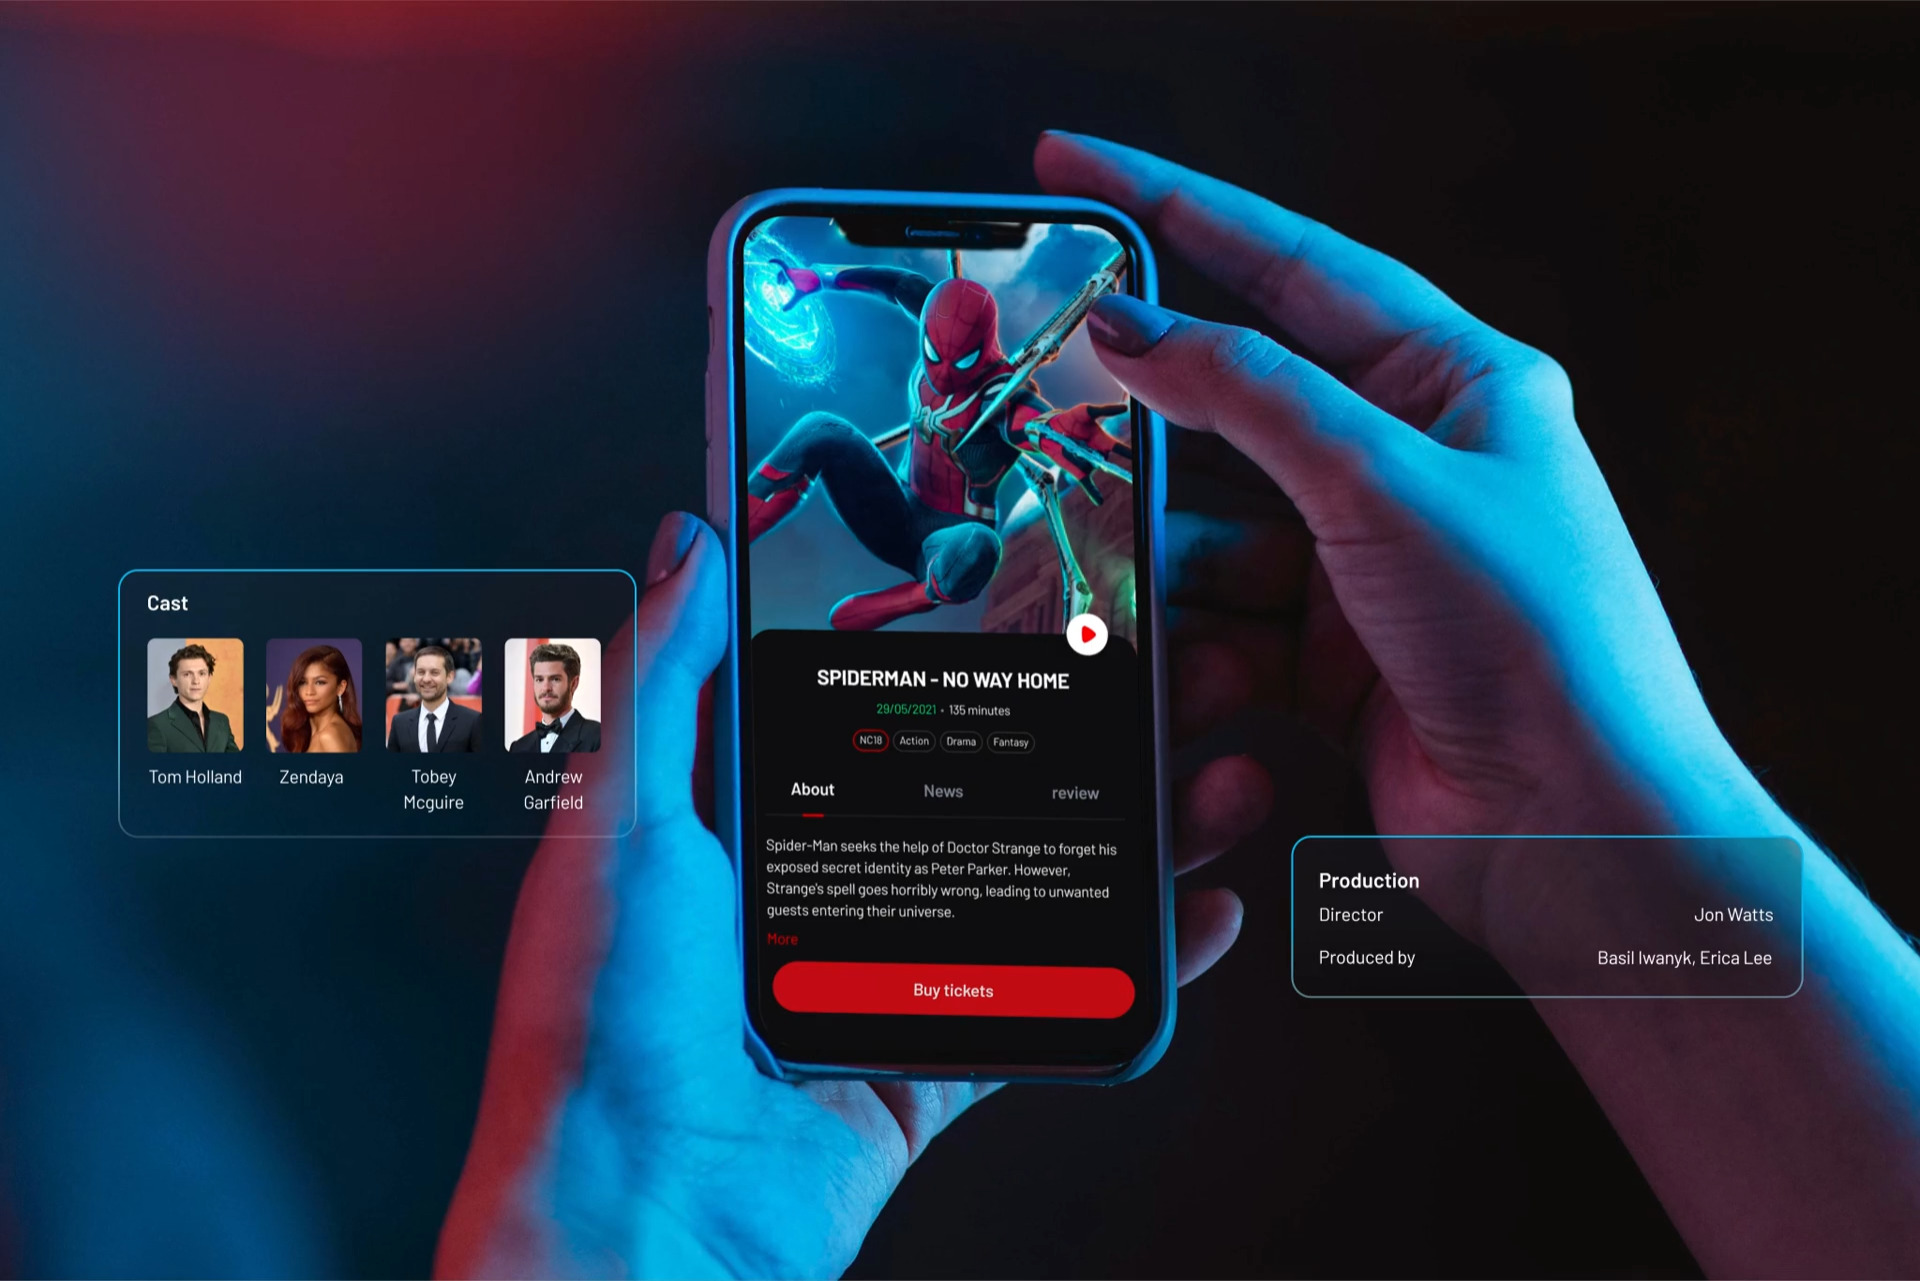 Cast
Tom Holland
Zendaya
Tobey
Mcguire
Andrew
Garfield
SPIDERMAN - NO WAY HOME
29/05/2021 • 135 minutes
NC18 Action Drama Fantasy
About News review
Spider-Man seeks the help of Doctor Strange to forget his
exposed secret identity as Peter Parker. However,
Strange's spell goes horribly wrong, leading to unwanted
guests entering their universe.
More
Buy tickets
Production
Director Jon Watts
Produced by Basil Iwanyk, Erica Lee